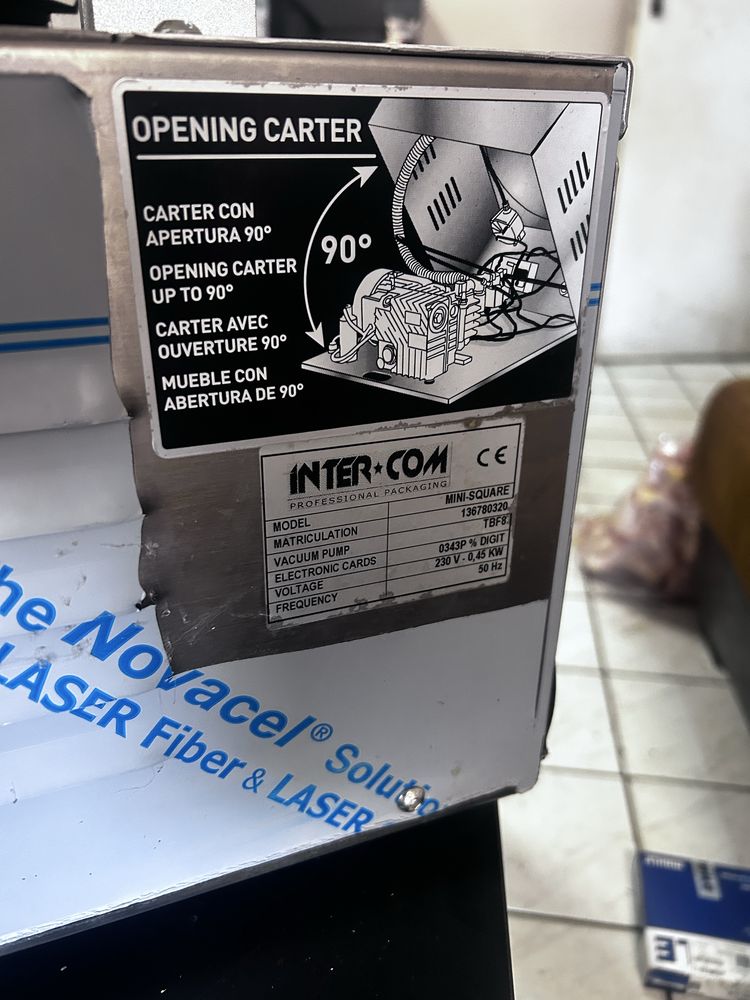 OPENING CARTER
CARTER CON
APERTURA 90°
OPENING CARTER
UP TO 90°
CARTER AVEC
OUVERTURE 90°
MUEBLE CON
ABERTURA DE 90°
90°
INTER★COM
PROFESSIONAL PACKAGING
CE
MODEL MINI-SQUARE
MATRICULATION 136780320
VACUUM PUMP TBF8.
ELECTRONIC CARDS 0343P % DIGIT
VOLTAGE 230 V - 0,45 KW
FREQUENCY 50 Hz
he Novacel® Solutio
LASER Fiber & LASER